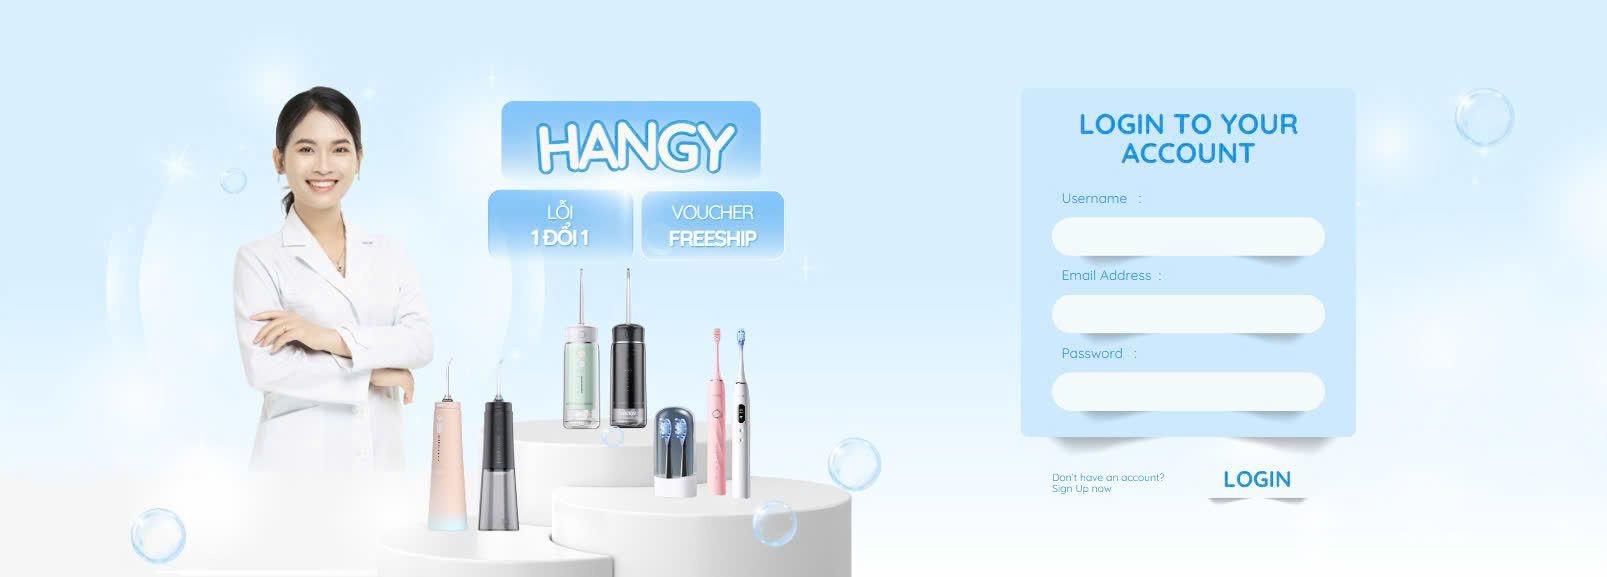 HANGY
LỖI
1 ĐỔI 1
VOUCHER
FREESHIP
LOGIN TO YOUR
ACCOUNT
Username :
Email Address :
Password :
Don't have an account?
Sign Up now
LOGIN